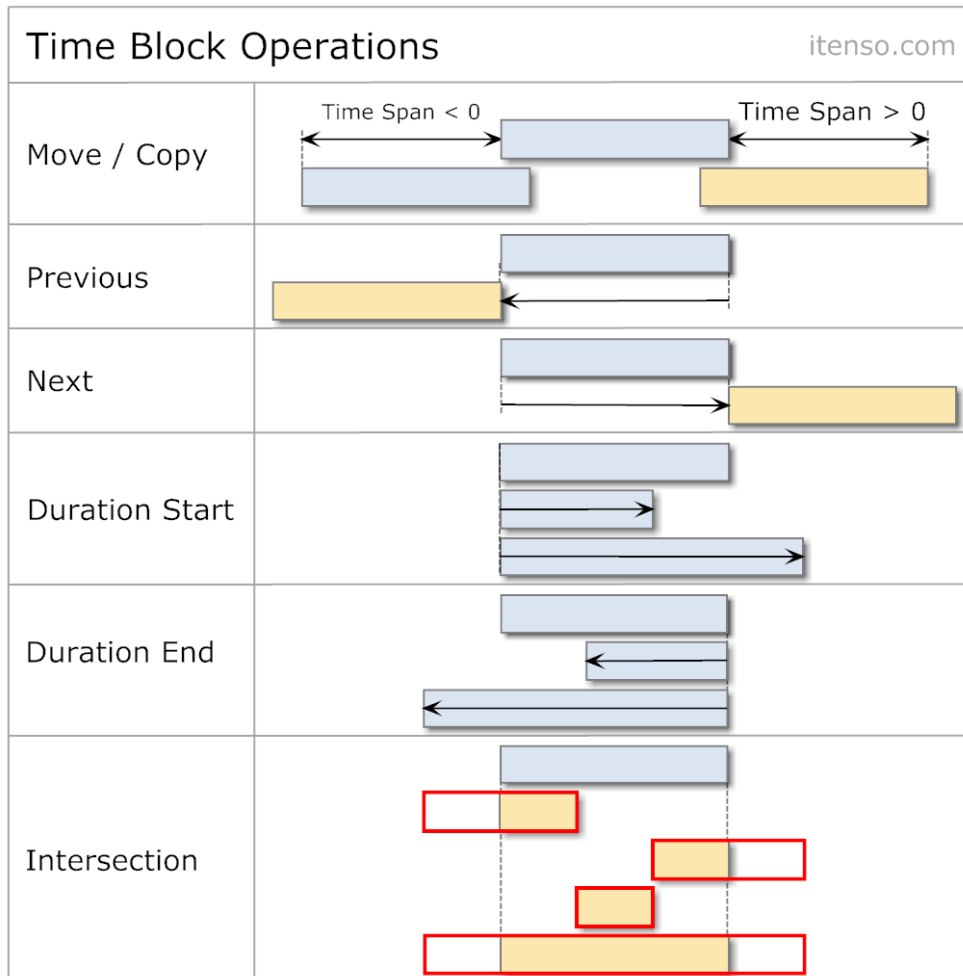 Time Block Operations
itenso.com
Time Span < 0
Time Span > 0
Move / Copy
Previous
Next
Duration Start
Duration End
Intersection